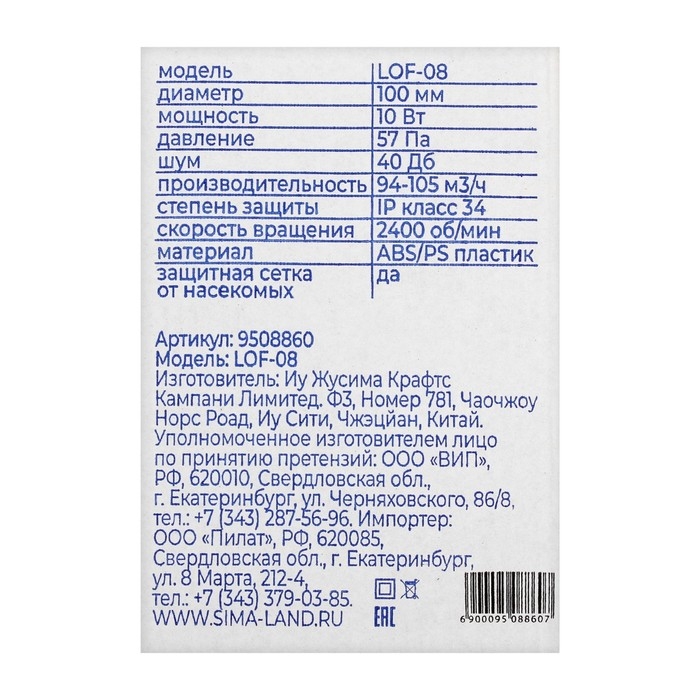 модель LOF-08
диаметр 100 мм
мощность 10 Вт
давление 57 Па
шум 40 Дб
производительность 94-105 м3/ч
степень защиты IP класс 34
скорость вращения 2400 об/мин
материал ABS/PS пластик
защитная сетка да
от насекомых
Артикул: 9508860
Модель: LOF-08
Изготовитель: Иу Жусима Крафтс
Кампани Лимитед. Ф3, Номер 781, Чаочжоу
Норс Роад, Иу Сити, Чжэцйан, Китай.
Уполномоченное изготовителем лицо
по принятию претензий: ООО «ВИП»,
РФ, 620010, Свердловская обл.,
г. Екатеринбург, ул. Черняховского, 86/8,
тел.: +7 (343) 287-56-96. Импортер:
ООО «Пилат», РФ, 620085,
Свердловская обл., г. Екатеринбург,
ул. 8 Марта, 212-4,
тел.: +7 (343) 379-03-85.
WWW.SIMA-LAND.RU
EAC
6900095088607